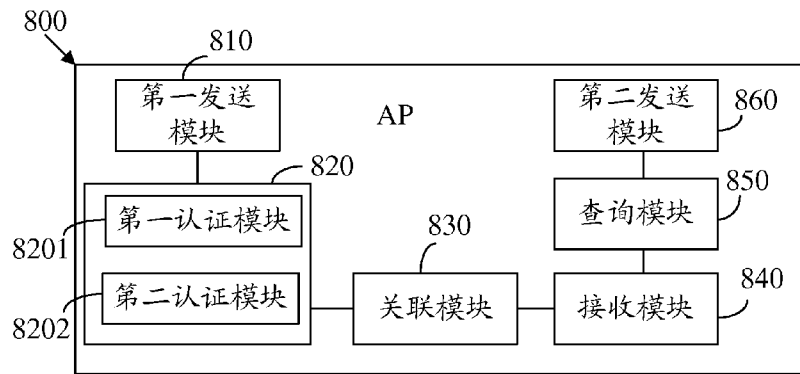 800
810
第一发送
模块
AP
第二发送
模块
860
820
第一认证模块
8201
850
查询模块
830
第二认证模块
8202
关联模块
接收模块
840